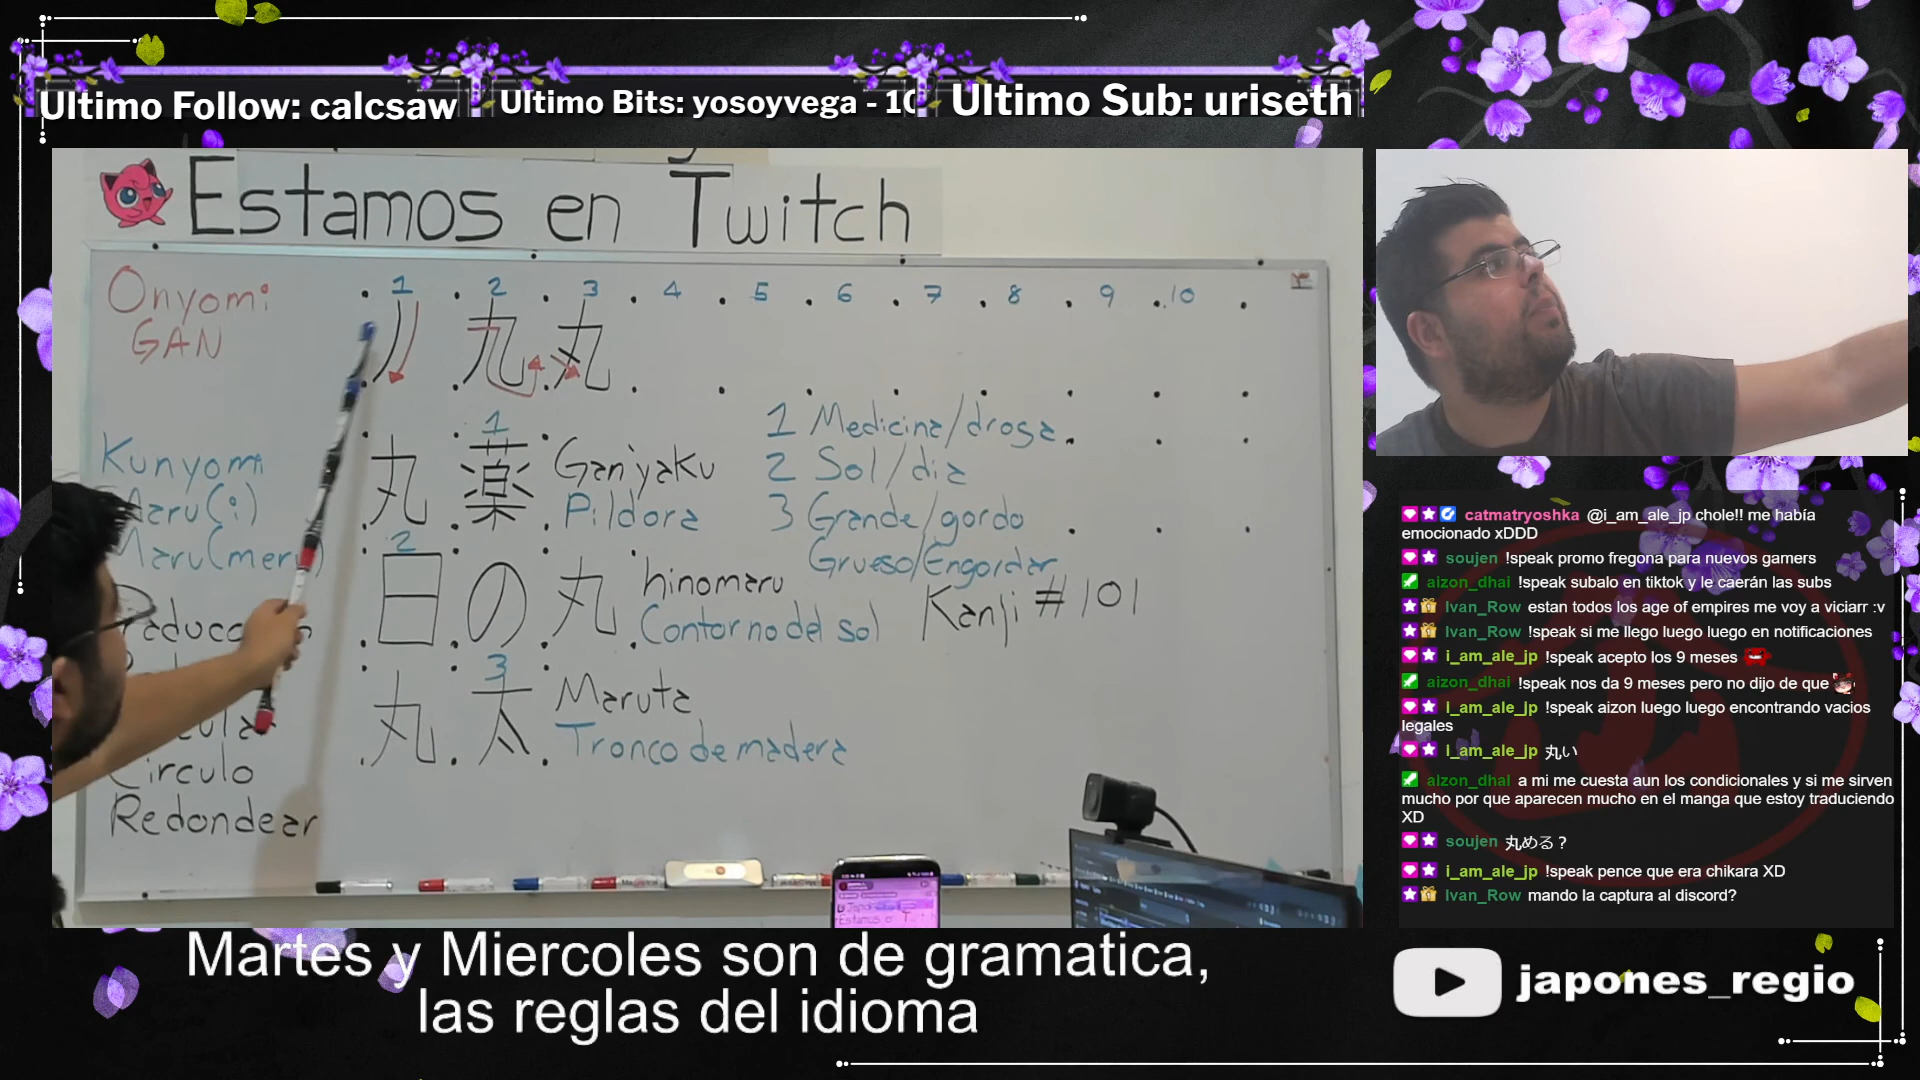 Ultimo Follow: calcsaw
Ultimo Bits: yosoyvega - 10
Ultimo Sub: uriseth
Estamos en Twitch
Onyomi
GAN
1 2 3 4 5 6 7 8 9 10
丸 丸
Kunyomi
Maru(i)
Maru(meru)
Circulo
Redondear
1
丸薬 Gan'yaku
Pildora
2
日の丸 hinomaru
Contorno del sol
3
丸太 Maruta
Tronco de madera
1 Medicina/droga
2 Sol/dia
3 Grande/gordo
Grueso/Engordar
Kanji #101
catmatryoshka @i_am_ale_jp chole!! me había
emocionado xDDD
soujen !speak promo fregona para nuevos gamers
aizon_dhai !speak subalo en tiktok y le caerán las subs
Ivan_Row estan todos los age of empires me voy a viciarr :v
Ivan_Row !speak si me llego luego luego en notificaciones
i_am_ale_jp !speak acepto los 9 meses
aizon_dhai !speak nos da 9 meses pero no dijo de que
i_am_ale_jp !speak aizon luego luego encontrando vacios
legales
i_am_ale_jp 丸い
aizon_dhai a mi me cuesta aun los condicionales y si me sirven
mucho por que aparecen mucho en el manga que estoy traduciendo
XD
soujen 丸める？
i_am_ale_jp !speak pence que era chikara XD
Ivan_Row mando la captura al discord?
Martes y Miercoles son de gramatica,
las reglas del idioma
japones_regio